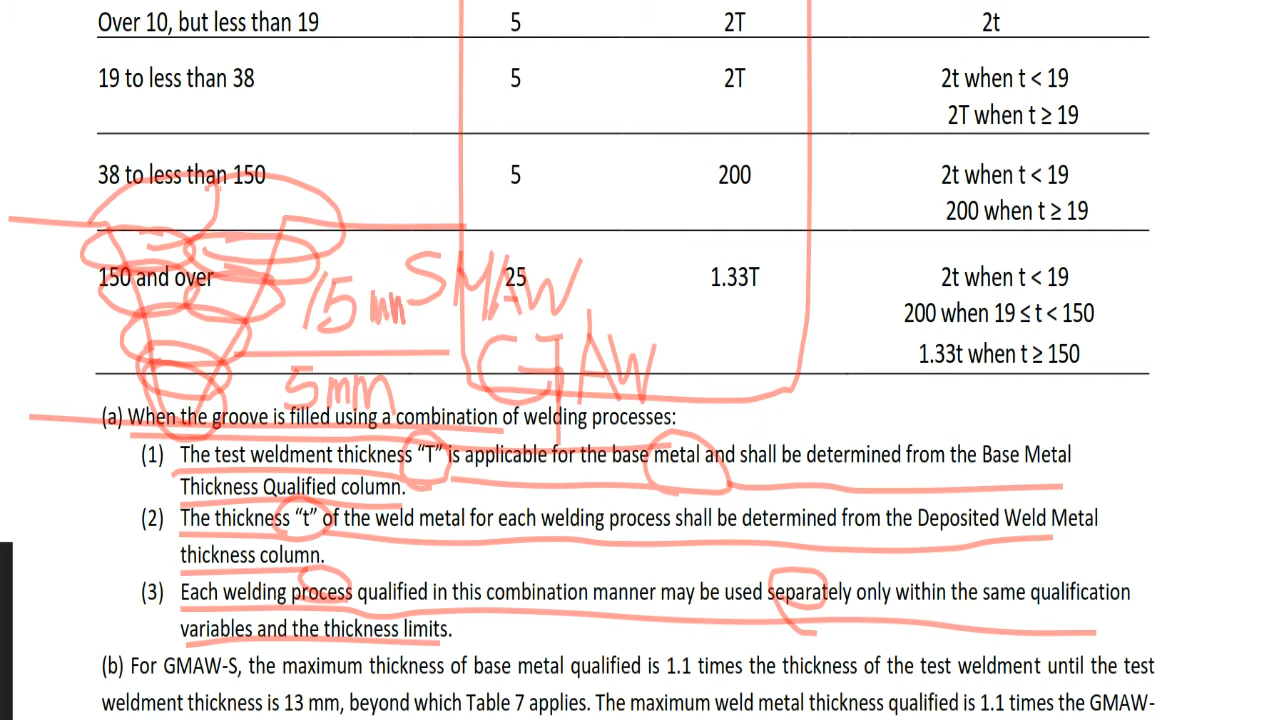 Over 10, but less than 19 5 2T 2t
19 to less than 38 5 2T 2t when t < 19
2T when t ≥ 19
38 to less than 150 5 200 2t when t < 19
200 when t ≥ 19
150 and over 25 1.33T 2t when t < 19
200 when 19 ≤ t < 150
1.33t when t ≥ 150
15 mm SMAW
5 mm GTAW
(a) When the groove is filled using a combination of welding processes:
(1) The test weldment thickness “T” is applicable for the base metal and shall be determined from the Base Metal
Thickness Qualified column.
(2) The thickness “t” of the weld metal for each welding process shall be determined from the Deposited Weld Metal
thickness column.
(3) Each welding process qualified in this combination manner may be used separately only within the same qualification
variables and the thickness limits.
(b) For GMAW-S, the maximum thickness of base metal qualified is 1.1 times the thickness of the test weldment until the test
weldment thickness is 13 mm, beyond which Table 7 applies. The maximum weld metal thickness qualified is 1.1 times the GMAW-